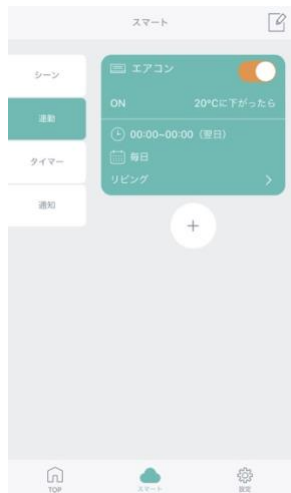 スマート
シーン
連動
タイマー
通知
エアコン
ON 20°Cに下がったら
00:00~00:00（翌日）
毎日
リビング
TOP
スマート
設定